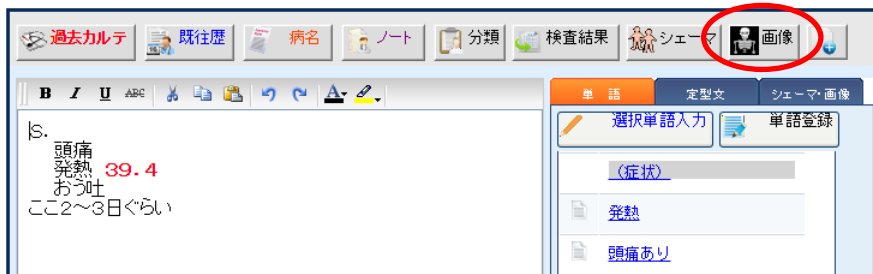 過去カルテ 既往歴 病名 ノート 分類 検査結果 シェーマ 画像
B I U ABC A
単語 定型文 シェーマ・画像
選択単語入力 単語登録
S.
頭痛
発熱 39.4
おう吐
ここ2～3日ぐらい
(症状)
発熱
頭痛あり